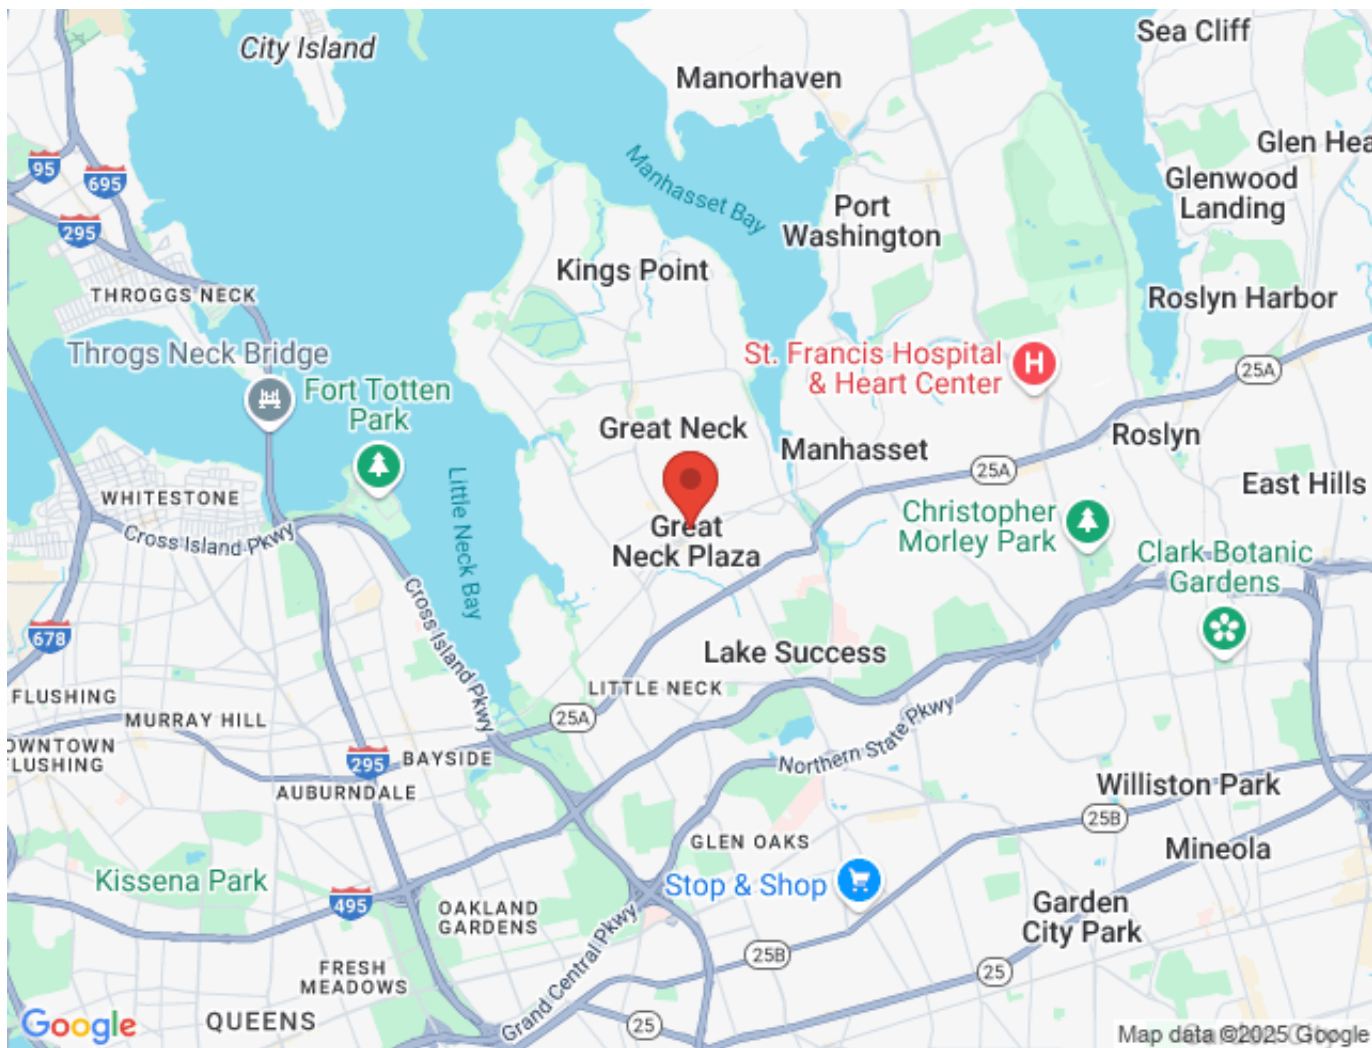 City Island
Sea Cliff
Manorhaven
Glen Hea
95
695
Manhasset Bay
Glenwood
Landing
295
Port
Washington
Kings Point
THROGGS NECK
Roslyn Harbor
Throgs Neck Bridge
St. Francis Hospital
& Heart Center
H
25A
Fort Totten
Park
Great Neck
Manhasset
Roslyn
25A
Little Neck Bay
WHITESTONE
East Hills
Cross Island Pkwy
Great
Neck Plaza
Christopher
Morley Park
Clark Botanic
Gardens
Cross Island Pkwy
678
Lake Success
FLUSHING
LITTLE NECK
MURRAY HILL
25A
Northern State Pkwy
OWNTOWN
FLUSHING
295
BAYSIDE
AUBURNDALE
Williston Park
25B
GLEN OAKS
Mineola
Kissena Park
Stop & Shop
495
OAKLAND
GARDENS
Garden
City Park
25B
FRESH
MEADOWS
25
Grand Central Pkwy
Google
QUEENS
25
Map data ©2025 Google